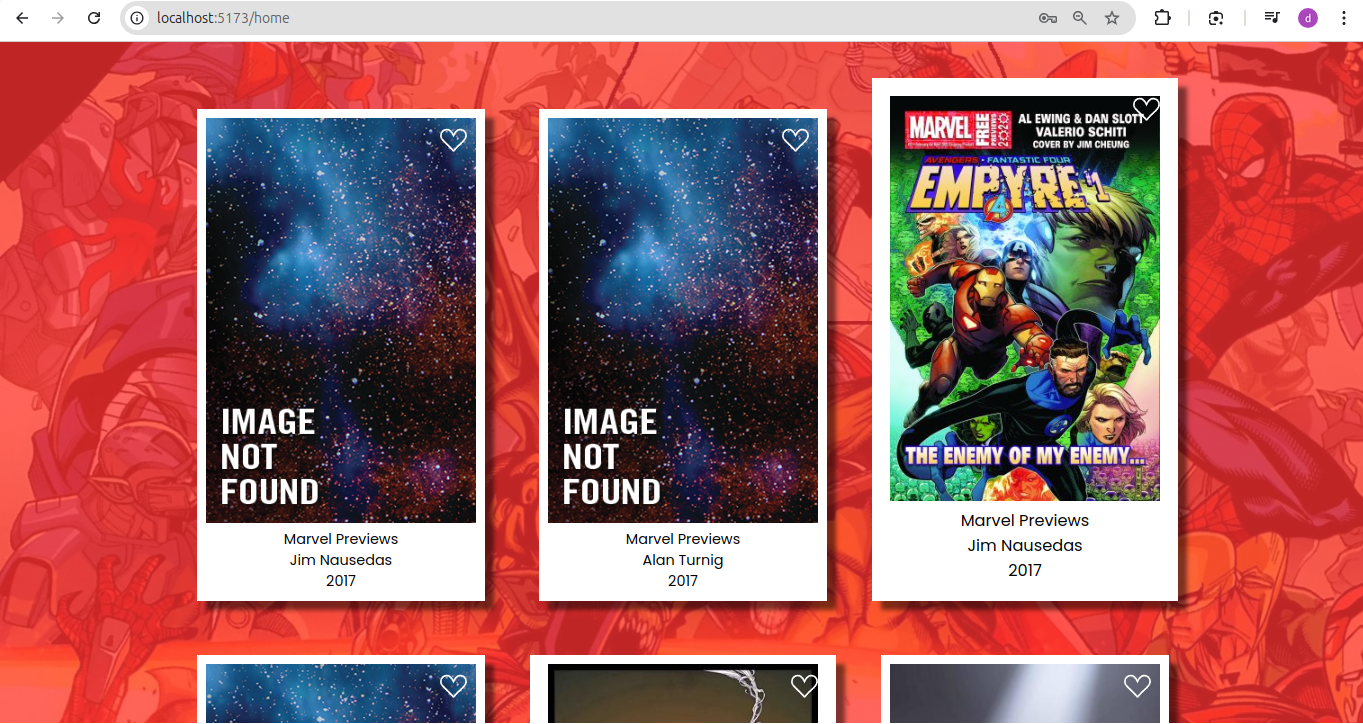 localhost:5173/home
d
IMAGE
NOT
FOUND
Marvel Previews
Jim Nausedas
2017
IMAGE
NOT
FOUND
Marvel Previews
Alan Turnig
2017
MARVEL
FREE
PREVIEWS
2020
AL EWING & DAN SLOTT
VALERIO SCHITI
COVER BY JIM CHEUNG
AVENGERS • FANTASTIC FOUR
EMPYRE #1
THE ENEMY OF MY ENEMY...
Marvel Previews
Jim Nausedas
2017